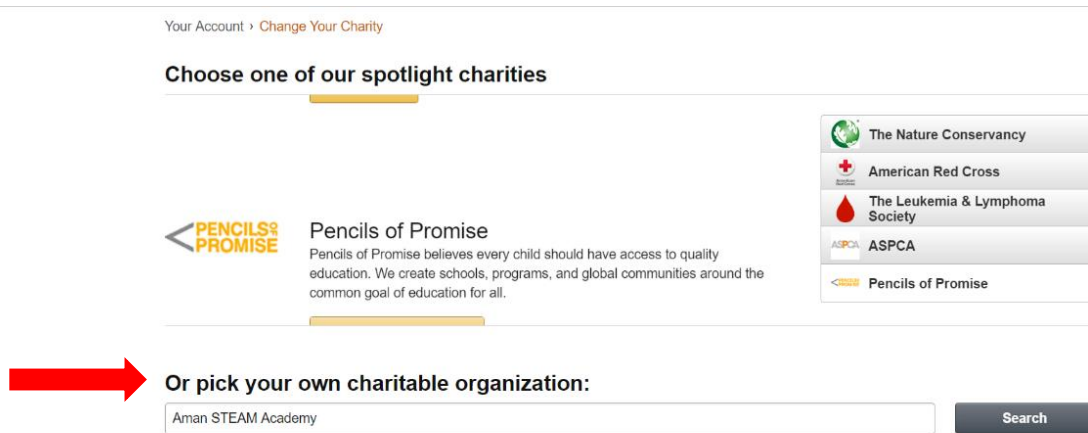 Your Account › Change Your Charity
Choose one of our spotlight charities
The Nature Conservancy
American Red Cross
The Leukemia & Lymphoma
Society
ASPCA
ASPCA
Pencils of Promise
PENCILS OF
PROMISE
Pencils of Promise
Pencils of Promise believes every child should have access to quality
education. We create schools, programs, and global communities around the
common goal of education for all.
Or pick your own charitable organization:
Aman STEAM Academy
Search